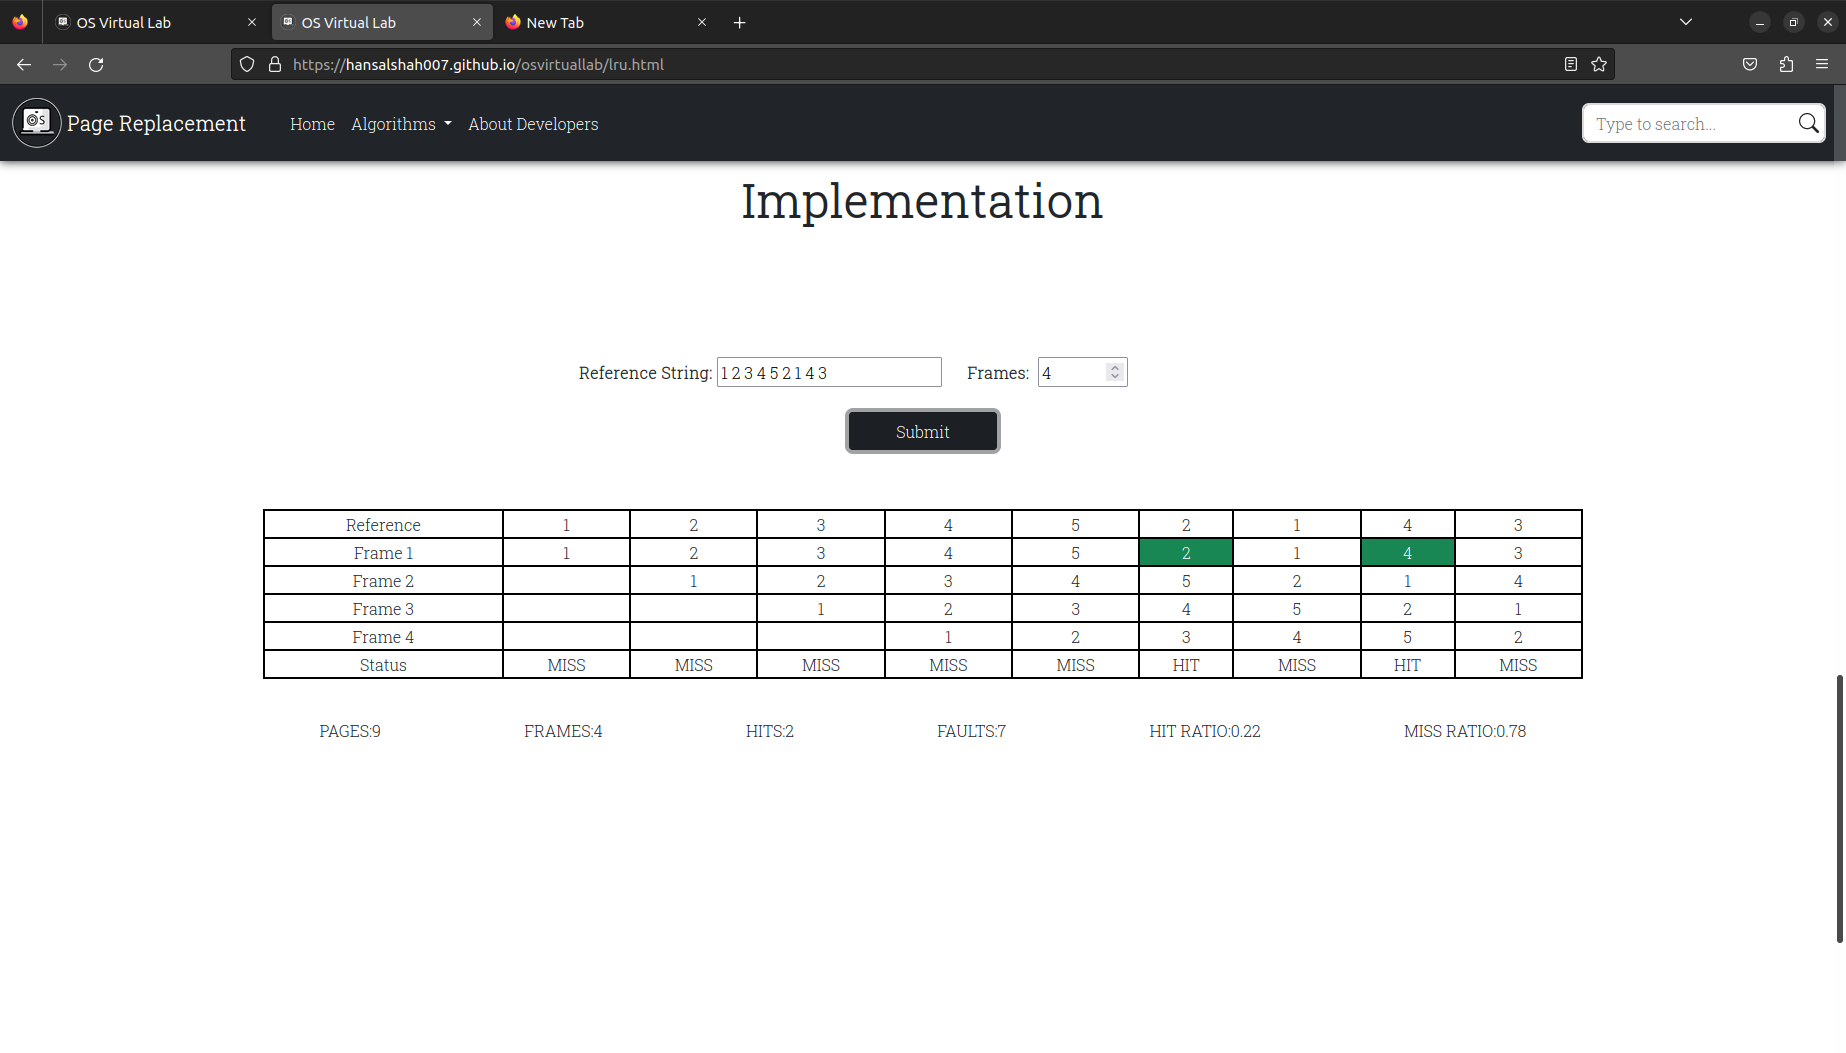 OS Virtual Lab OS Virtual Lab New Tab
https://hansalshah007.github.io/osvirtuallab/lru.html
OS Page Replacement Home Algorithms About Developers Type to search...
Implementation
Reference String: 1 2 3 4 5 2 1 4 3 Frames: 4
Submit
Reference 1 2 3 4 5 2 1 4 3
Frame 1 1 2 3 4 5 2 1 4 3
Frame 2 1 2 3 4 5 2 1 4
Frame 3 1 2 3 4 5 2 1
Frame 4 1 2 3 4 5 2
Status MISS MISS MISS MISS MISS HIT MISS HIT MISS
PAGES:9 FRAMES:4 HITS:2 FAULTS:7 HIT RATIO:0.22 MISS RATIO:0.78